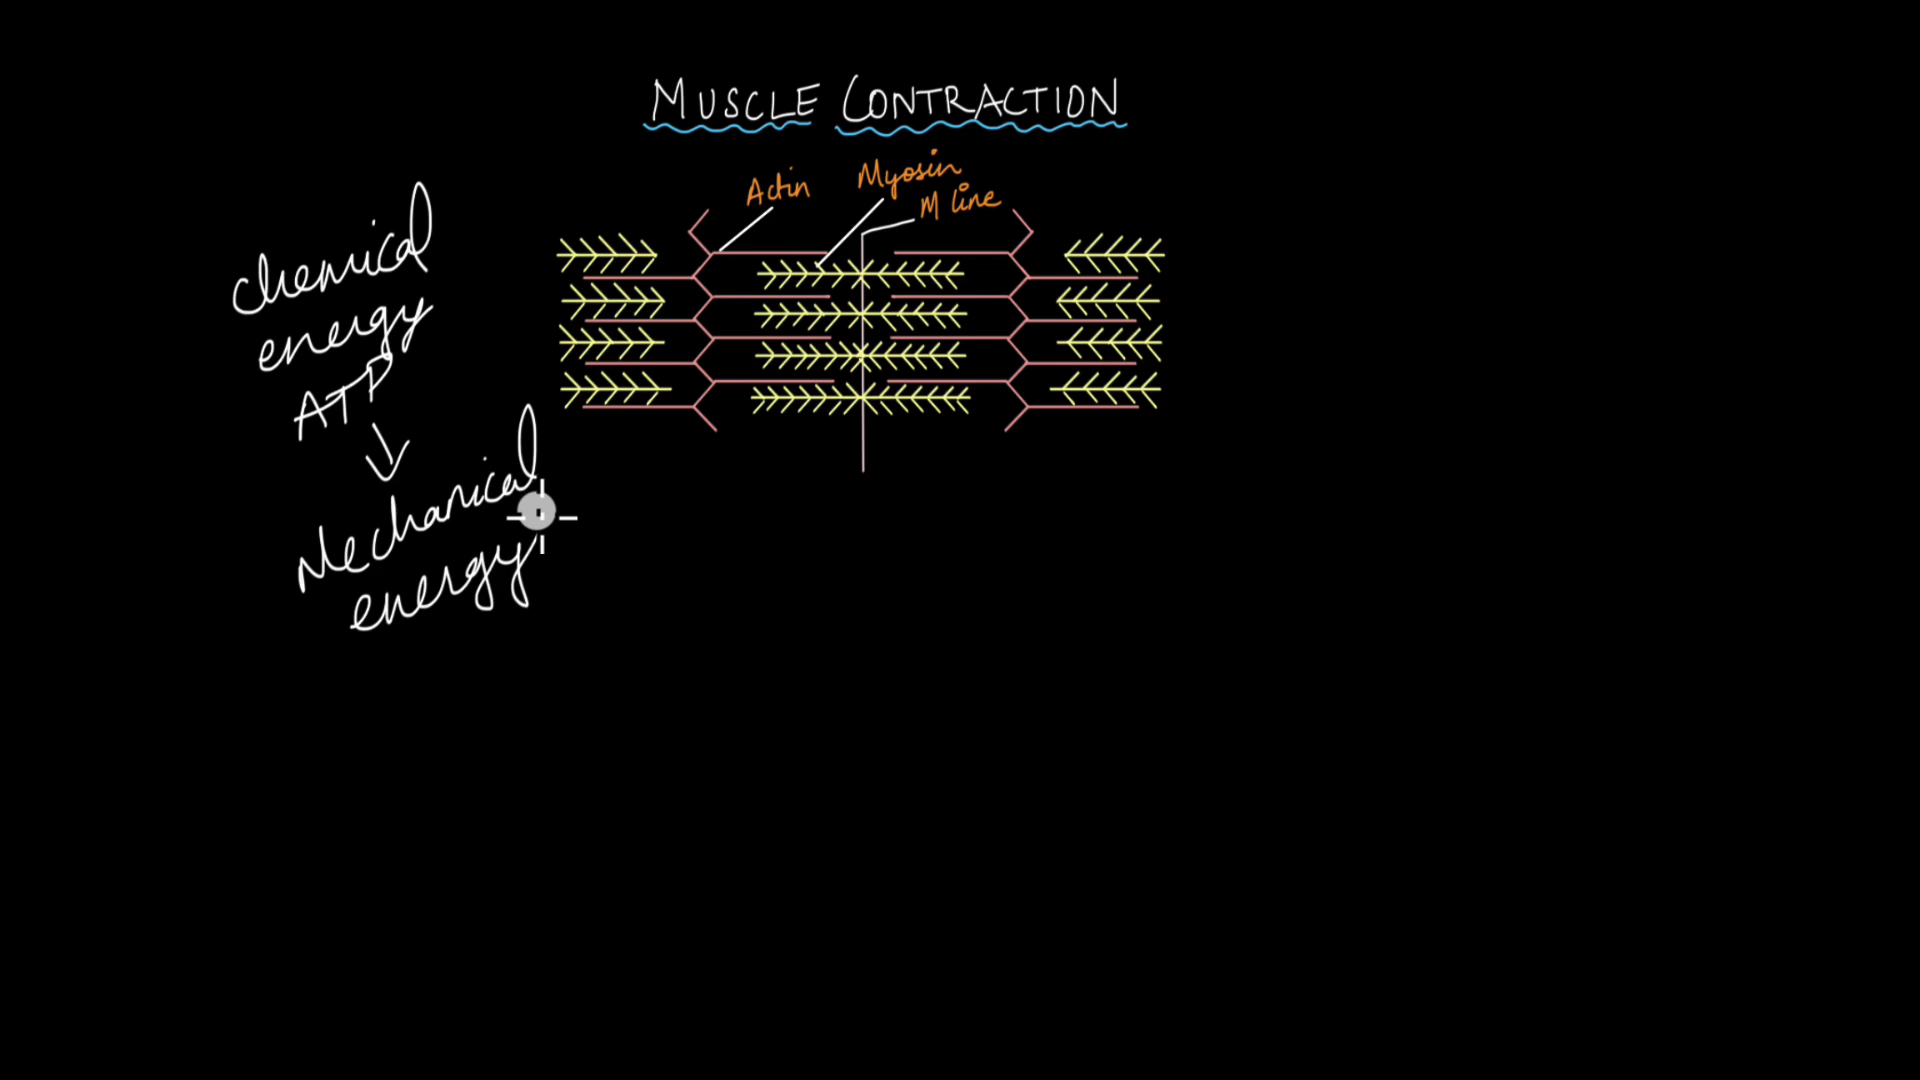 MUSCLE CONTRACTION
Actin
Myosin
M line
chemical
energy
ATP
Mechanical
energy